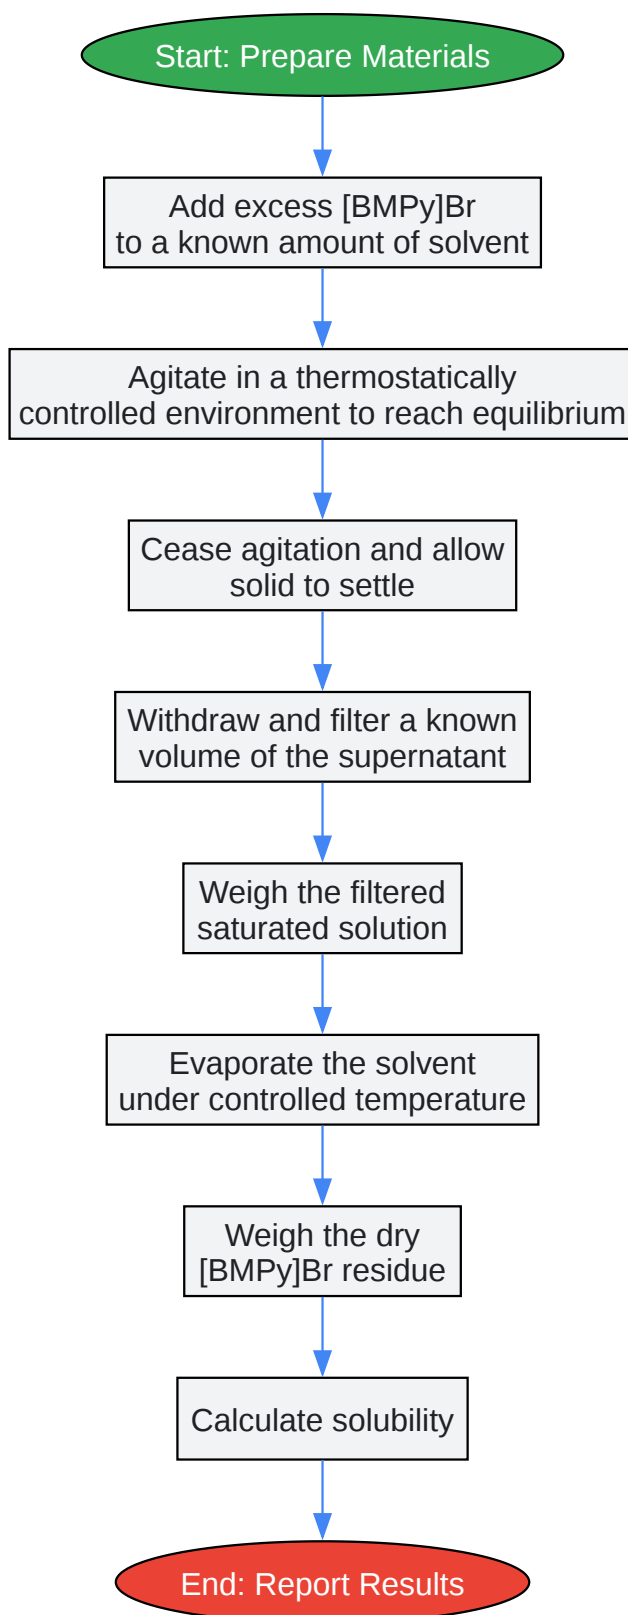 Start: Prepare Materials
Add excess [BMPy]Br
to a known amount of solvent
Agitate in a thermostatically
controlled environment to reach equilibrium
Cease agitation and allow
solid to settle
Withdraw and filter a known
volume of the supernatant
Weigh the filtered
saturated solution
Evaporate the solvent
under controlled temperature
Weigh the dry
[BMPy]Br residue
Calculate solubility
End: Report Results